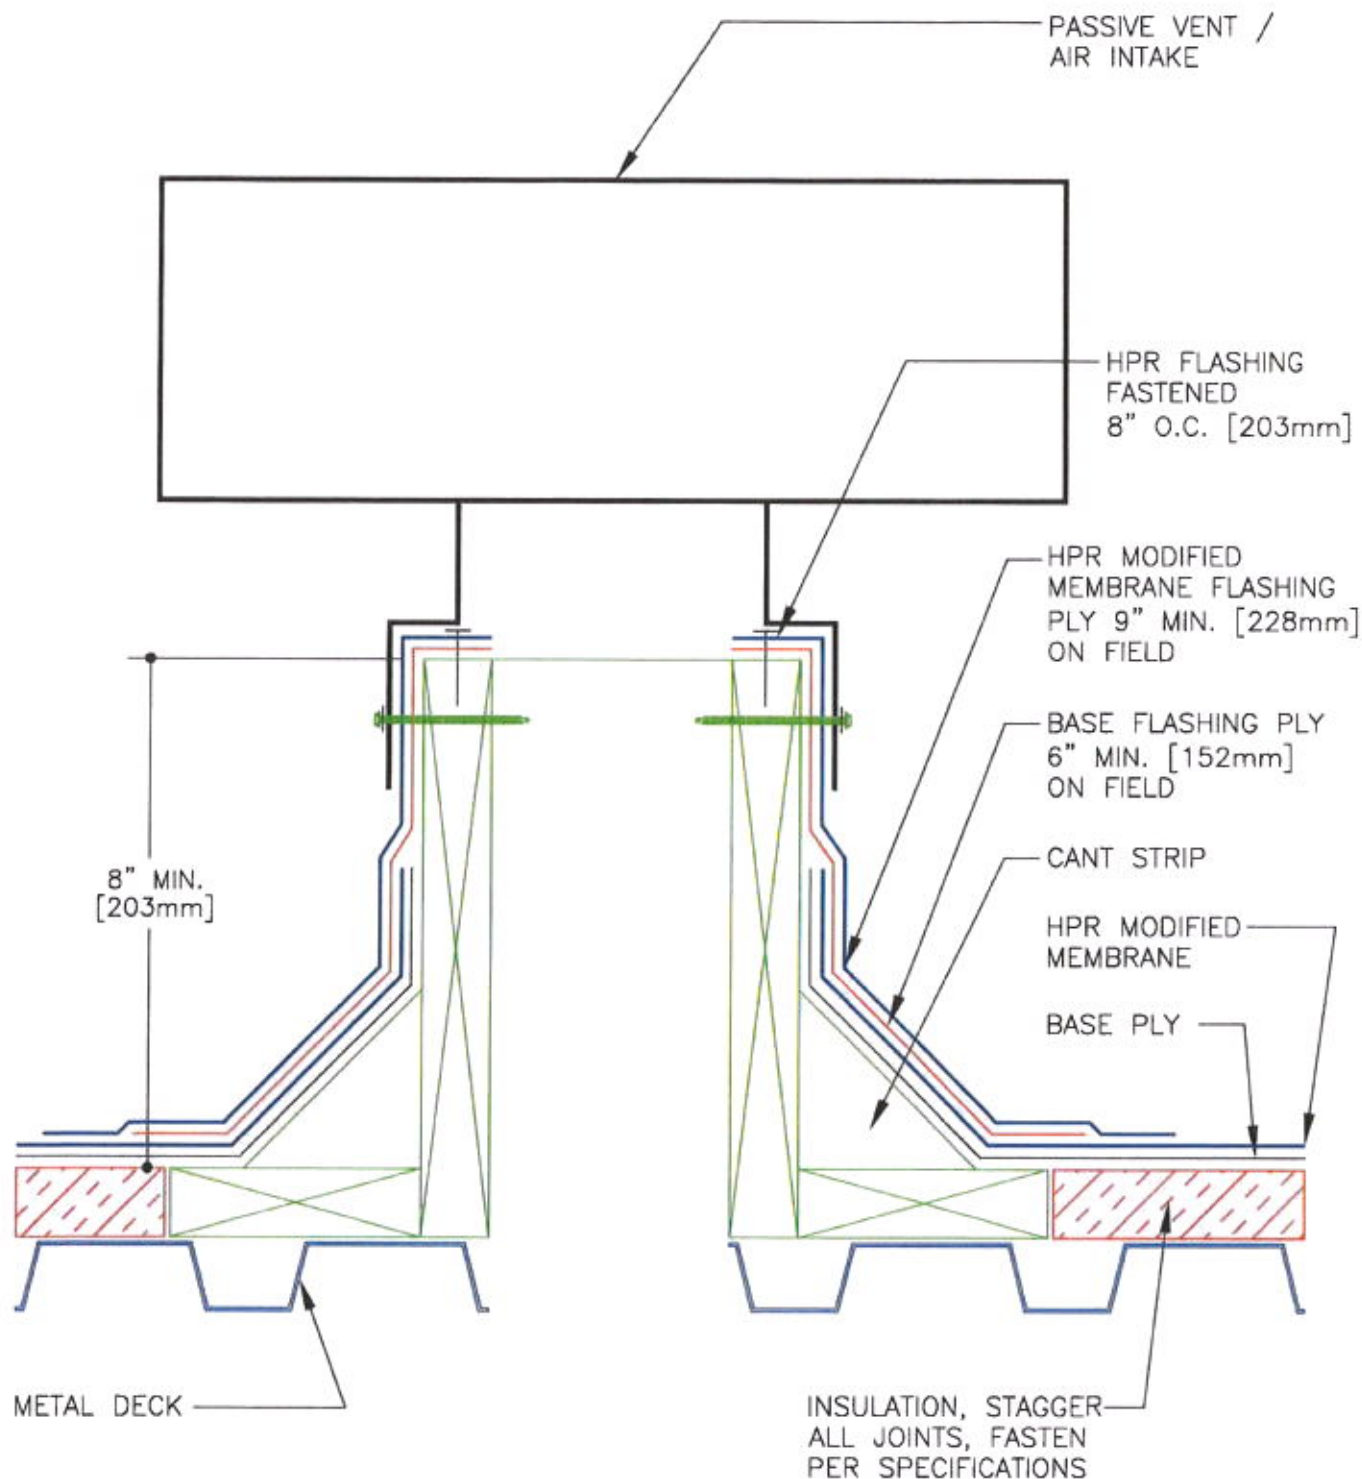 PASSIVE VENT /
AIR INTAKE
HPR FLASHING
FASTENED
8" O.C. [203mm]
HPR MODIFIED
MEMBRANE FLASHING
PLY 9" MIN. [228mm]
ON FIELD
BASE FLASHING PLY
6" MIN. [152mm]
ON FIELD
CANT STRIP
8" MIN.
[203mm]
HPR MODIFIED
MEMBRANE
BASE PLY
METAL DECK
INSULATION, STAGGER
ALL JOINTS, FASTEN
PER SPECIFICATIONS